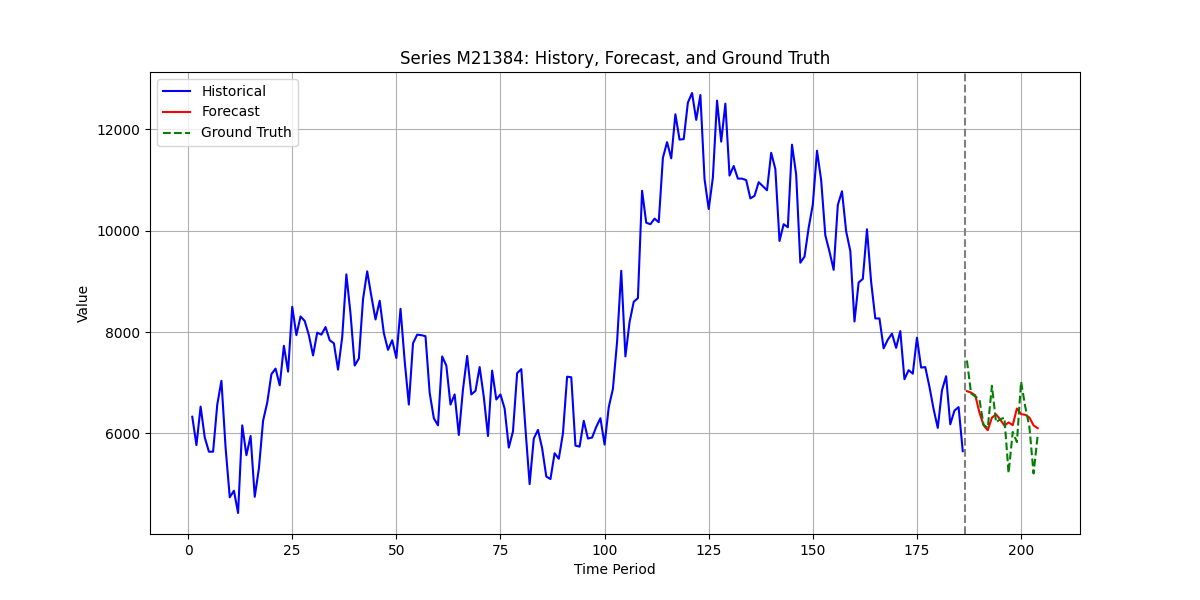 Series M21384: History, Forecast, and Ground Truth
Historical
Forecast
Ground Truth
12000
10000
8000
6000
Value
0 25 50 75 100 125 150 175 200
Time Period